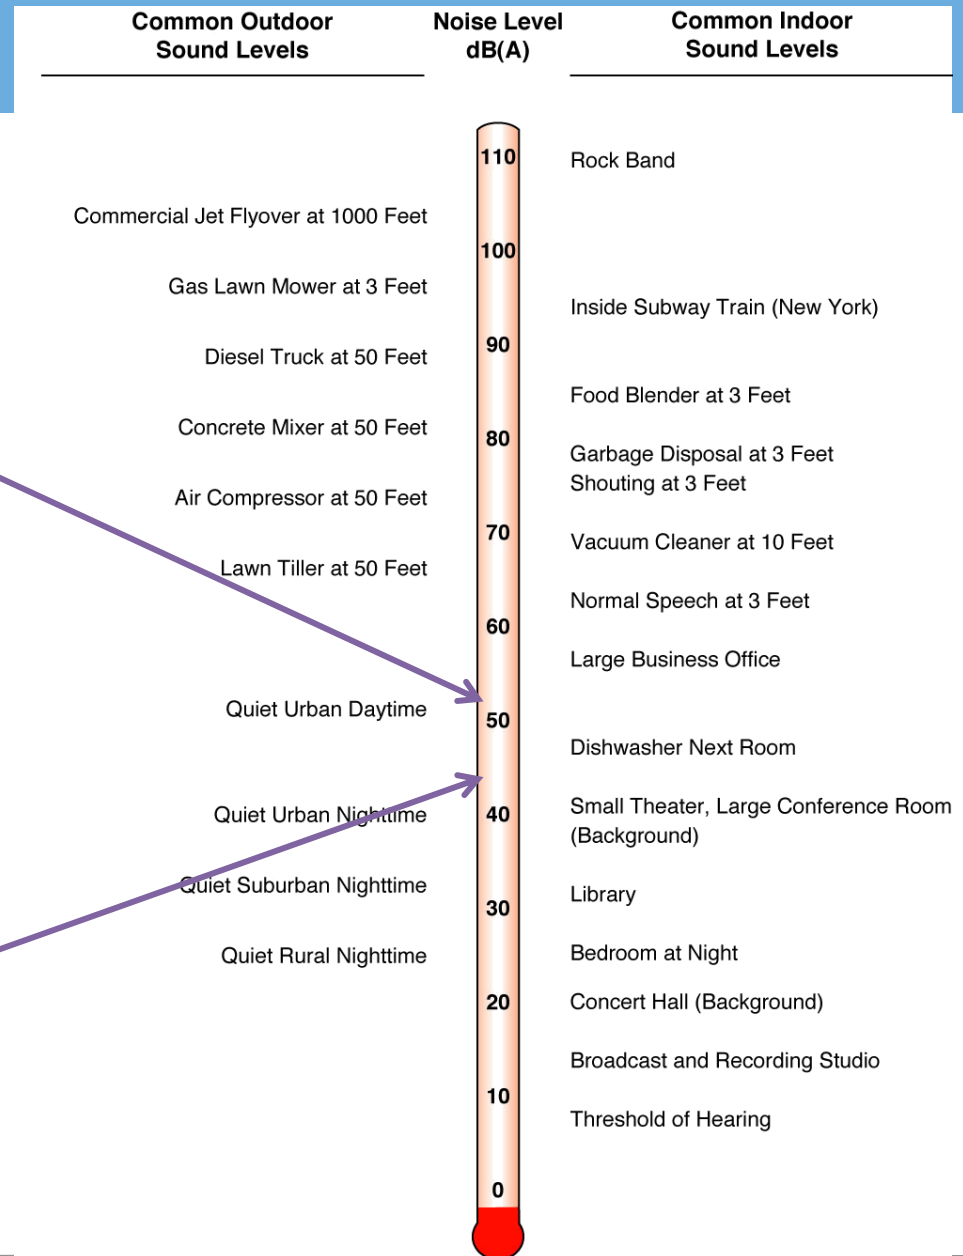 Common Outdoor
Sound Levels
Noise Level
dB(A)
Common Indoor
Sound Levels
110
Rock Band
Commercial Jet Flyover at 1000 Feet
100
Gas Lawn Mower at 3 Feet
Inside Subway Train (New York)
90
Diesel Truck at 50 Feet
Food Blender at 3 Feet
Concrete Mixer at 50 Feet
80
Garbage Disposal at 3 Feet
Shouting at 3 Feet
Air Compressor at 50 Feet
70
Vacuum Cleaner at 10 Feet
Lawn Tiller at 50 Feet
Normal Speech at 3 Feet
60
Large Business Office
Quiet Urban Daytime
50
Dishwasher Next Room
Quiet Urban Nighttime
40
Small Theater, Large Conference Room
(Background)
Quiet Suburban Nighttime
Library
30
Quiet Rural Nighttime
Bedroom at Night
20
Concert Hall (Background)
Broadcast and Recording Studio
10
Threshold of Hearing
0